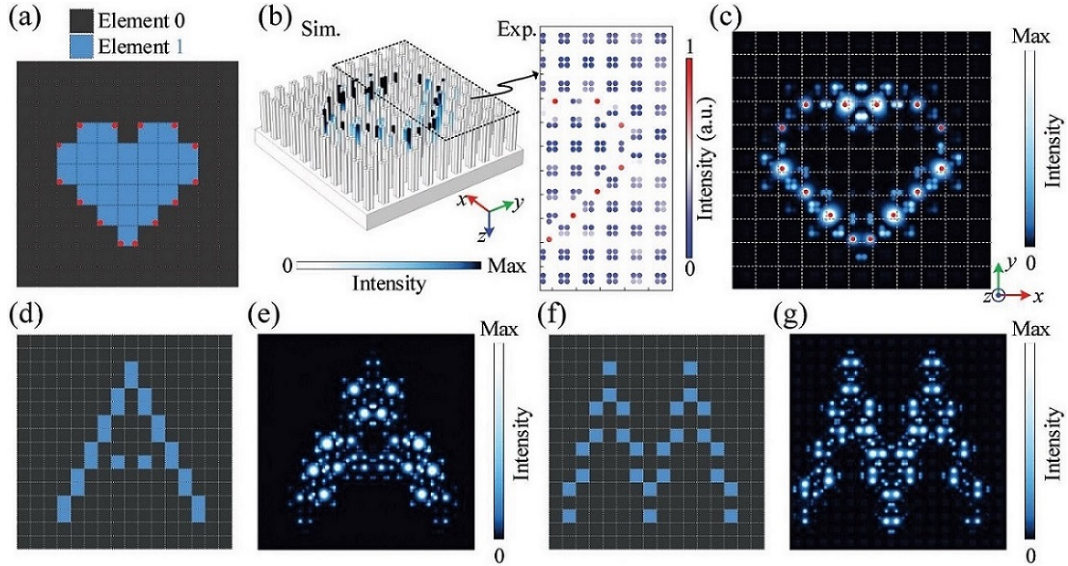 (a)
Element 0
Element 1
(b)
Sim.
Exp.
x
y
z
0
Max
Intensity
1
Intensity (a.u.)
0
(c)
Max
Intensity
0
y
z
x
(d)
(e)
Max
Intensity
0
(f)
(g)
Max
Intensity
0